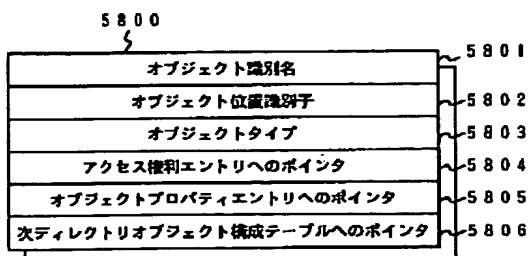 5800
オブジェクト識別名 5801
オブジェクト位置識別子 5802
オブジェクトタイプ 5803
アクセス権利エントリへのポインタ 5804
オブジェクトプロパティエントリへのポインタ 5805
次ディレクトリオブジェクト構成テーブルへのポインタ 5806